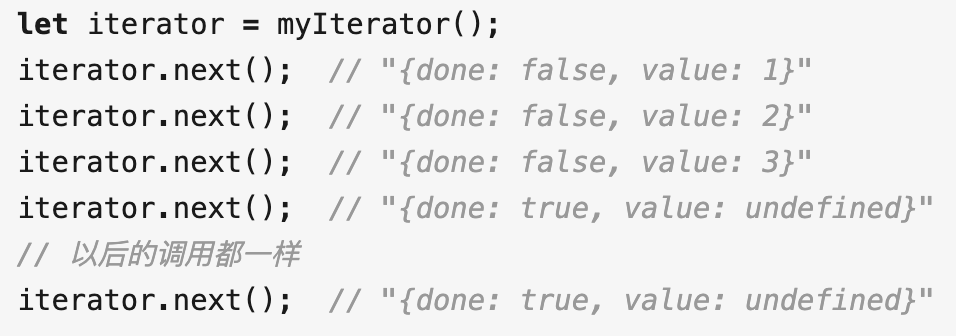 let iterator = myIterator();
iterator.next();  // "{done: false, value: 1}"
iterator.next();  // "{done: false, value: 2}"
iterator.next();  // "{done: false, value: 3}"
iterator.next();  // "{done: true, value: undefined}"
// 以后的调用都一样
iterator.next();  // "{done: true, value: undefined}"